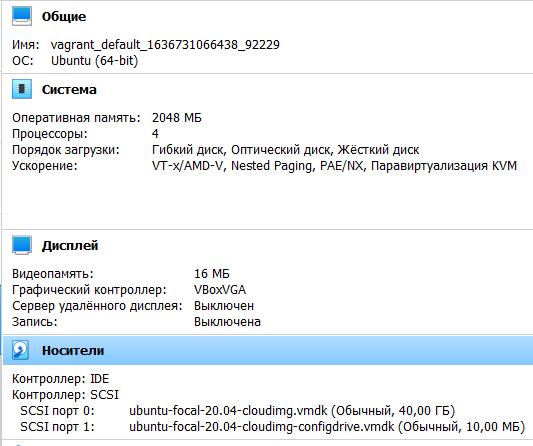 Общие
Имя: vagrant_default_1636731066438_92229
ОС: Ubuntu (64-bit)
Система
Оперативная память: 2048 МБ
Процессоры: 4
Порядок загрузки: Гибкий диск, Оптический диск, Жёсткий диск
Ускорение: VT-x/AMD-V, Nested Paging, PAE/NX, Паравиртуализация KVM
Дисплей
Видеопамять: 16 МБ
Графический контроллер: VBoxVGA
Сервер удалённого дисплея: Выключен
Запись: Выключена
Носители
Контроллер: IDE
Контроллер: SCSI
SCSI порт 0: ubuntu-focal-20.04-cloudimg.vmdk (Обычный, 40,00 ГБ)
SCSI порт 1: ubuntu-focal-20.04-cloudimg-configdrive.vmdk (Обычный, 10,00 МБ)